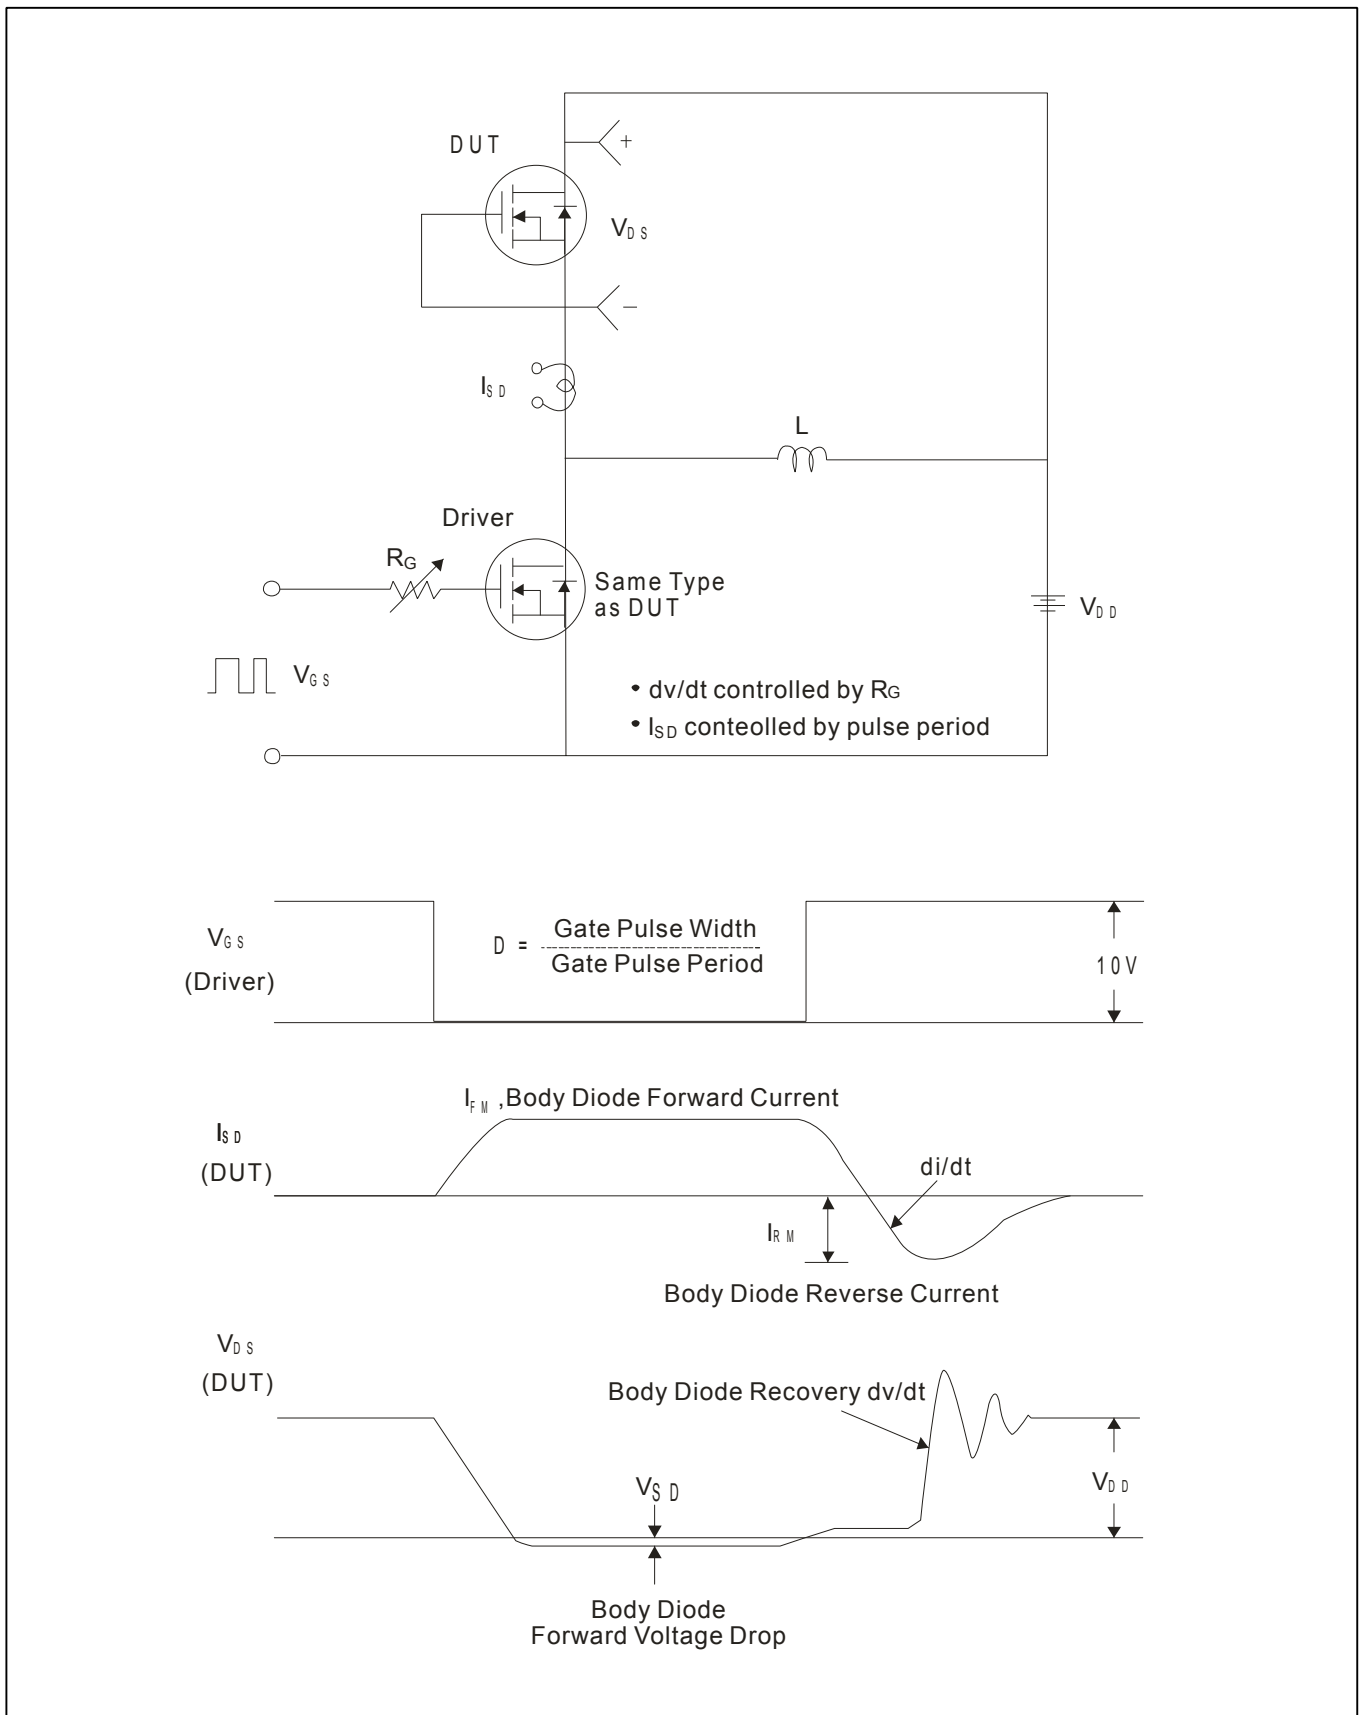 DUT
+
VDS
−
ISD
L
Driver
RG
Same Type
as DUT
VDD
VGS
• dv/dt controlled by RG
• ISD conteolled by pulse period
VGS
(Driver)
D = Gate Pulse Width
Gate Pulse Period
10V
IFM ,Body Diode Forward Current
ISD
(DUT)
di/dt
IRM
Body Diode Reverse Current
VDS
(DUT)
Body Diode Recovery dv/dt
VSD
VDD
Body Diode
Forward Voltage Drop